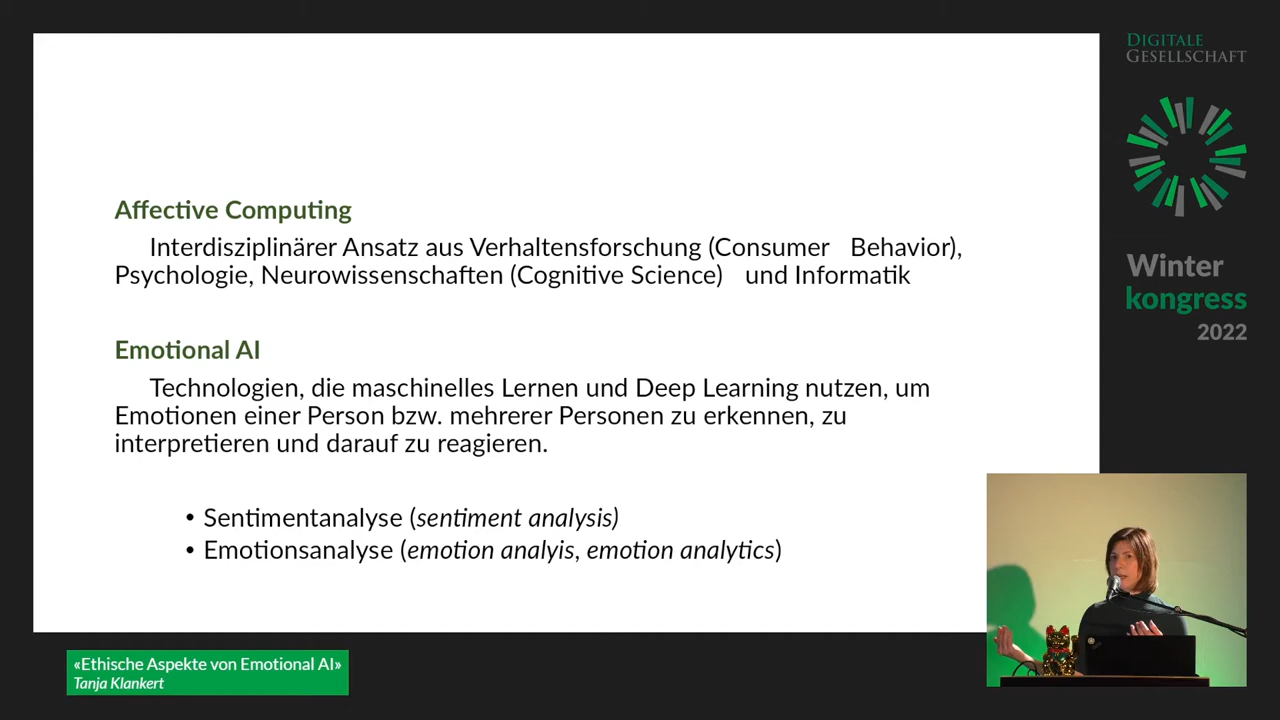 Affective Computing
Interdisziplinärer Ansatz aus Verhaltensforschung (Consumer Behavior),
Psychologie, Neurowissenschaften (Cognitive Science) und Informatik
Emotional AI
Technologien, die maschinelles Lernen und Deep Learning nutzen, um
Emotionen einer Person bzw. mehrerer Personen zu erkennen, zu
interpretieren und darauf zu reagieren.
• Sentimentanalyse (sentiment analysis)
• Emotionsanalyse (emotion analyis, emotion analytics)
DIGITALE
GESELLSCHAFT
Winter
kongress
2022
«Ethische Aspekte von Emotional AI»
Tanja Klankert